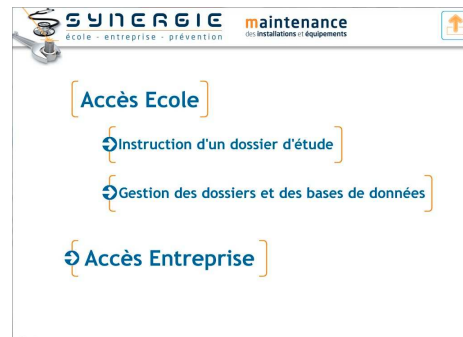 SYNERGIE
école - entreprise - prévention
maintenance
des installations et équipements
Accès Ecole
Instruction d'un dossier d'étude
Gestion des dossiers et des bases de données
Accès Entreprise